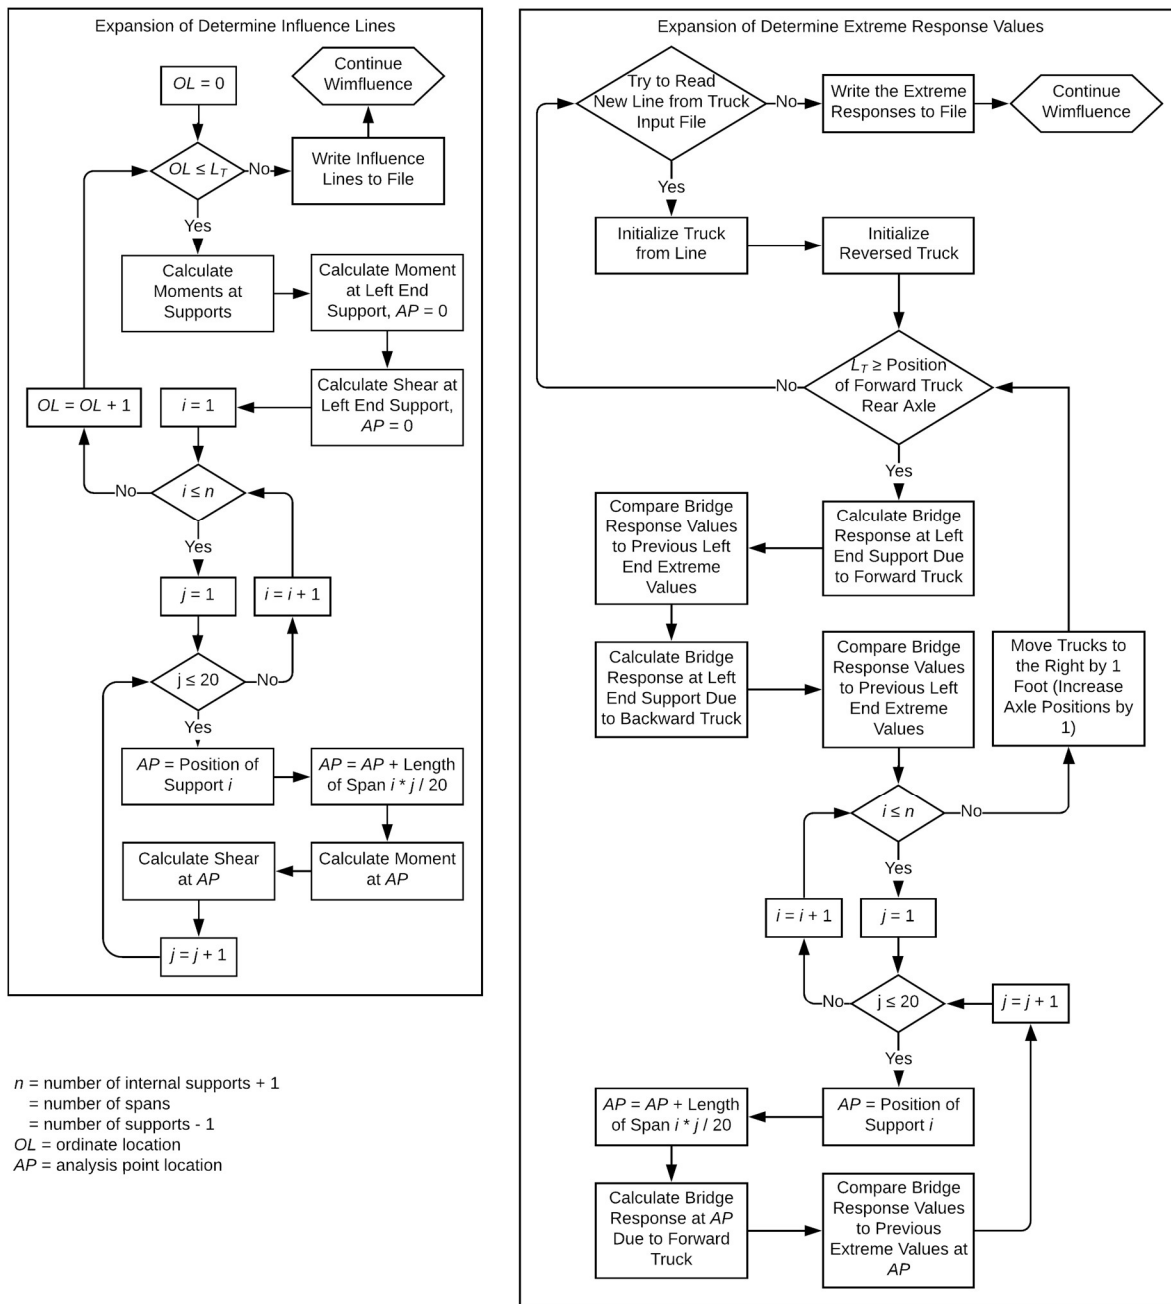 Expansion of Determine Influence Lines
OL = 0
Continue
Wimfluence
OL ≤ L_T
No
Write Influence
Lines to File
Yes
Calculate
Moments at
Supports
Calculate Moment
at Left End
Support, AP = 0
Calculate Shear at
Left End Support,
AP = 0
i = 1
OL = OL + 1
i ≤ n
No
Yes
j = 1
i = i + 1
j ≤ 20
No
Yes
AP = Position of
Support i
AP = AP + Length
of Span i * j / 20
Calculate Shear
at AP
Calculate Moment
at AP
j = j + 1
n = number of internal supports + 1
= number of spans
= number of supports - 1
OL = ordinate location
AP = analysis point location
Expansion of Determine Extreme Response Values
Try to Read
New Line from Truck
Input File
No
Write the Extreme
Responses to File
Continue
Wimfluence
Yes
Initialize Truck
from Line
Initialize
Reversed Truck
L_T ≥ Position
of Forward Truck
Rear Axle
No
Yes
Calculate Bridge
Response at Left
End Support Due
to Forward Truck
Compare Bridge
Response Values
to Previous Left
End Extreme
Values
Calculate Bridge
Response at Left
End Support Due
to Backward Truck
Compare Bridge
Response Values
to Previous Left
End Extreme
Values
Move Trucks to
the Right by 1
Foot (Increase
Axle Positions by
1)
i ≤ n
No
Yes
i = i + 1
j = 1
j ≤ 20
No
j = j + 1
Yes
AP = Position of
Support i
AP = AP + Length
of Span i * j / 20
Calculate Bridge
Response at AP
Due to Forward
Truck
Compare Bridge
Response Values
to Previous
Extreme Values at
AP